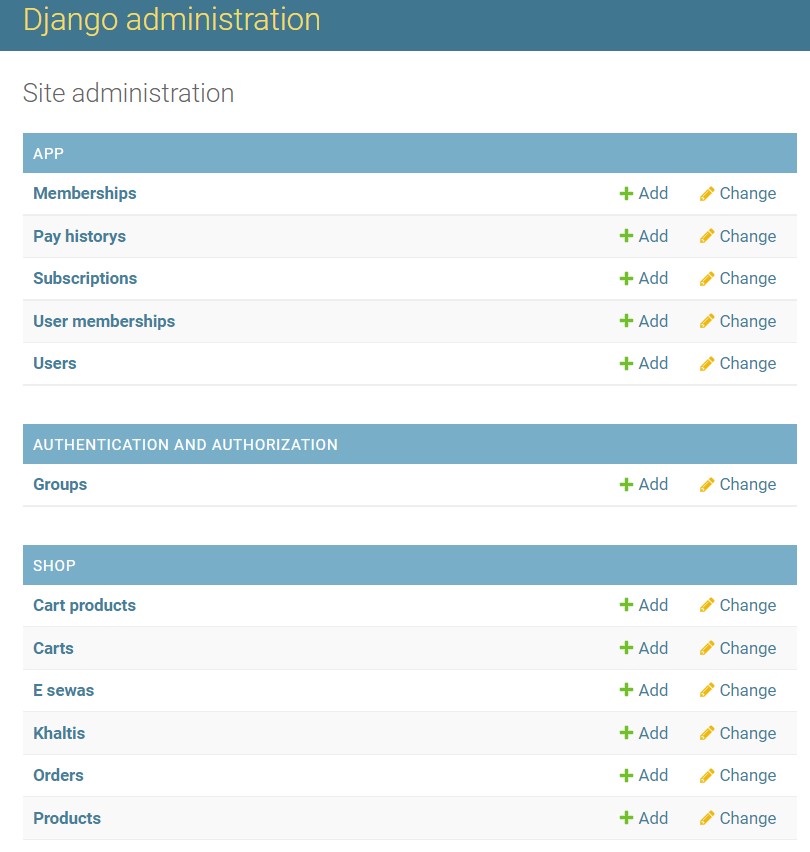 Django administration
Site administration
APP
Memberships Add Change
Pay historys Add Change
Subscriptions Add Change
User memberships Add Change
Users Add Change
AUTHENTICATION AND AUTHORIZATION
Groups Add Change
SHOP
Cart products Add Change
Carts Add Change
E sewas Add Change
Khaltis Add Change
Orders Add Change
Products Add Change